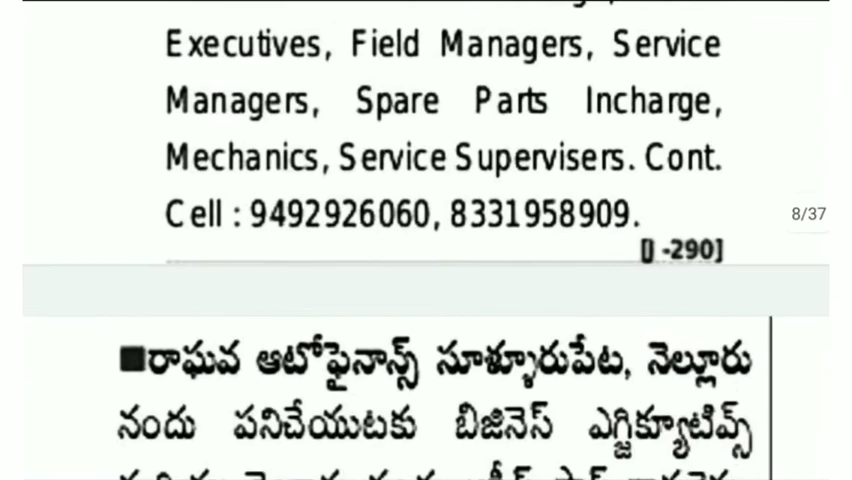 Executives, Field Managers, Service
Managers, Spare Parts Incharge,
Mechanics, Service Supervisers. Cont.
Cell : 9492926060, 8331958909.
8/37
[J -290]
■రాఘవ ఆటోఫైనాన్స్ సూళ్ళూరుపేట, నెల్లూరు
నందు పనిచేయుటకు బిజినెస్ ఎగ్జిక్యూటివ్స్